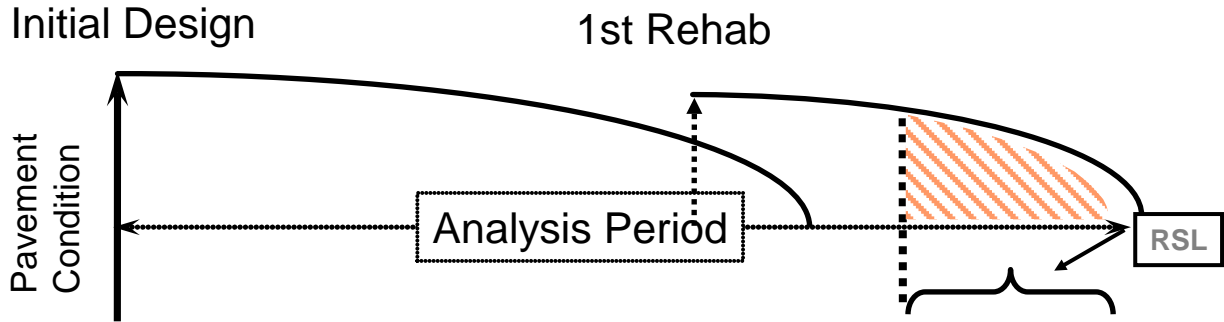 Initial Design
1st Rehab
Pavement
Condition
Analysis Period
RSL